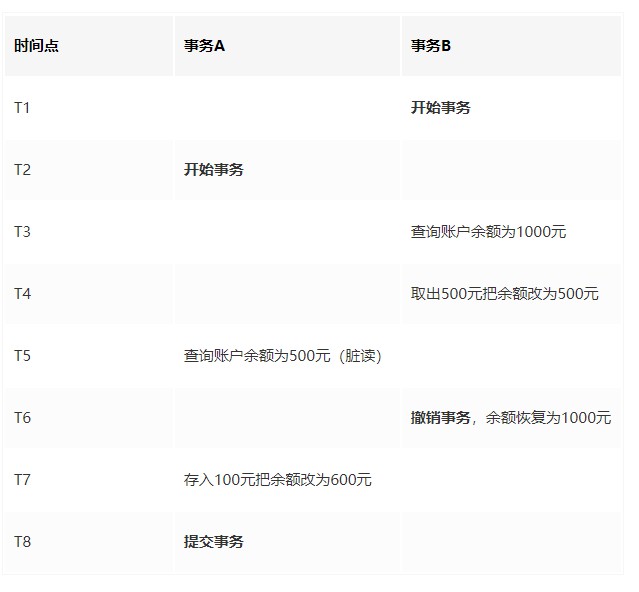 时间点 事务A 事务B
T1 开始事务
T2 开始事务
T3 查询账户余额为1000元
T4 取出500元把余额改为500元
T5 查询账户余额为500元（脏读）
T6 撤销事务，余额恢复为1000元
T7 存入100元把余额改为600元
T8 提交事务